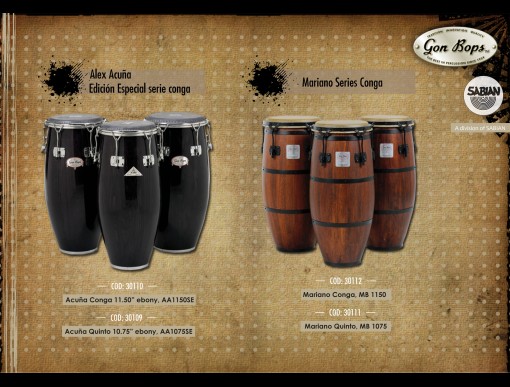 Gon Bops
SABIAN
A division of SABIAN
Alex Acuña
Edición Especial serie conga
COD: 30110
Acuña Conga 11.50" ebony, AA1150SE
COD: 30109
Acuña Quinto 10.75" ebony, AA1075SE
Mariano Series Conga
COD: 30112
Mariano Conga, MB 1150
COD: 30111
Mariano Quinto, MB 1075